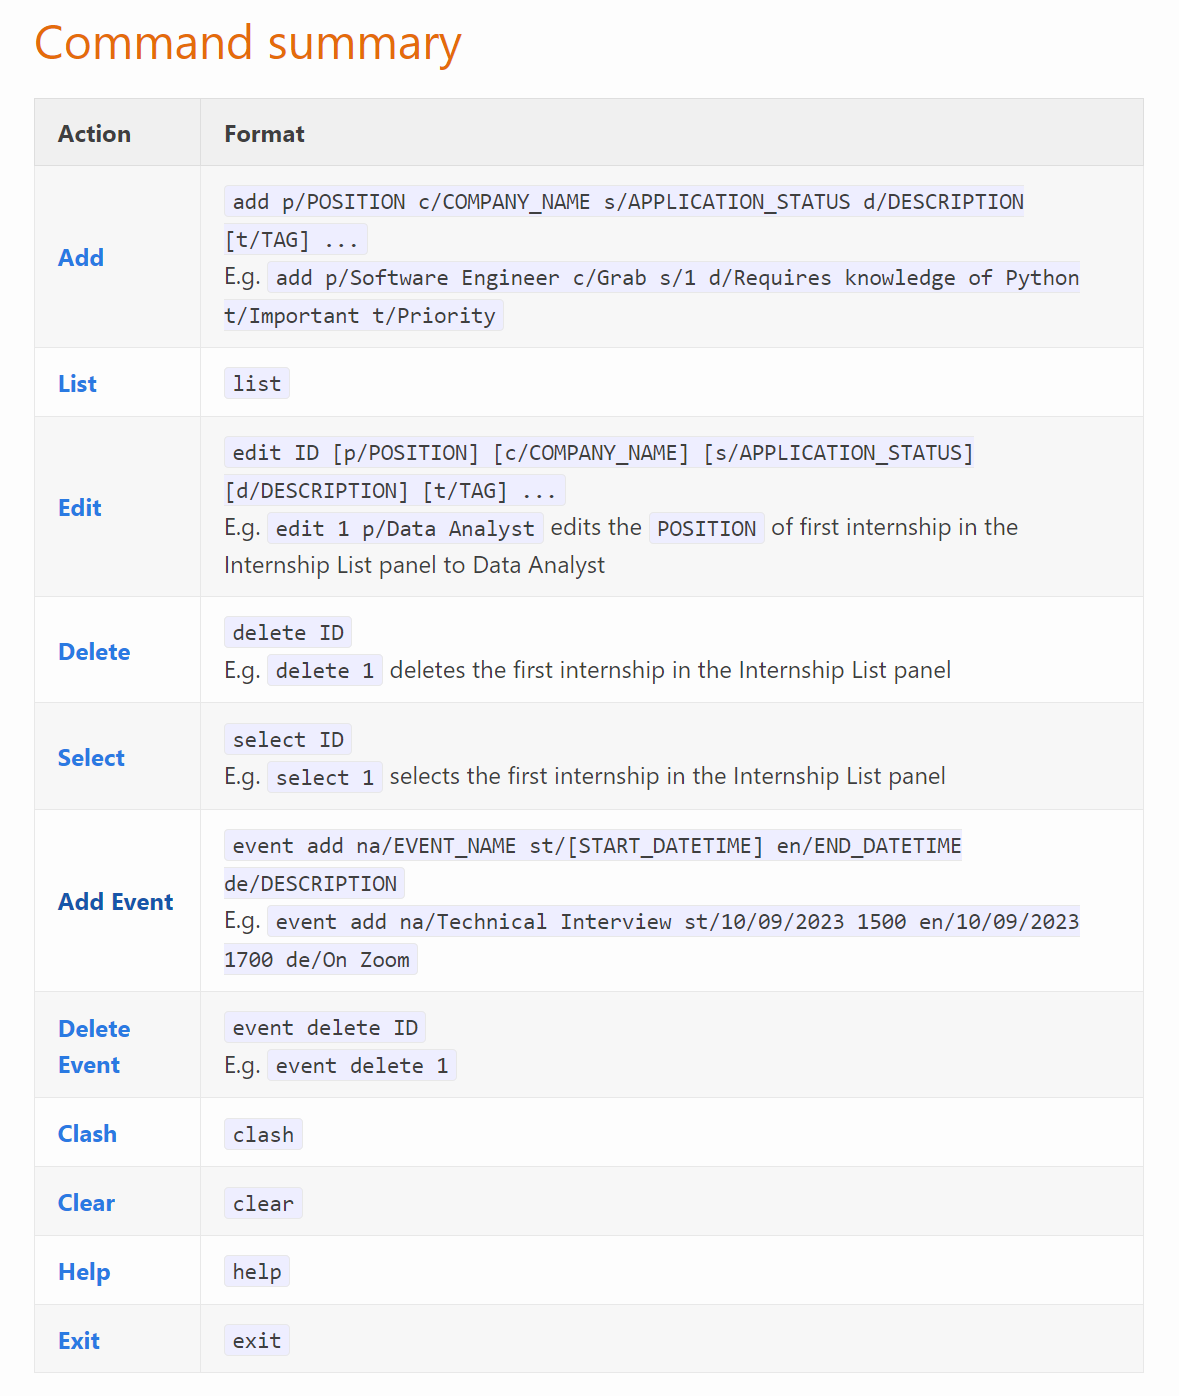 Command summary
Action Format
Add
add p/POSITION c/COMPANY_NAME s/APPLICATION_STATUS d/DESCRIPTION
[t/TAG] ...
E.g. add p/Software Engineer c/Grab s/1 d/Requires knowledge of Python
t/Important t/Priority
List list
Edit
edit ID [p/POSITION] [c/COMPANY_NAME] [s/APPLICATION_STATUS]
[d/DESCRIPTION] [t/TAG] ...
E.g. edit 1 p/Data Analyst edits the POSITION of first internship in the
Internship List panel to Data Analyst
Delete
delete ID
E.g. delete 1 deletes the first internship in the Internship List panel
Select
select ID
E.g. select 1 selects the first internship in the Internship List panel
Add Event
event add na/EVENT_NAME st/[START_DATETIME] en/END_DATETIME
de/DESCRIPTION
E.g. event add na/Technical Interview st/10/09/2023 1500 en/10/09/2023
1700 de/On Zoom
Delete
Event
event delete ID
E.g. event delete 1
Clash clash
Clear clear
Help help
Exit exit